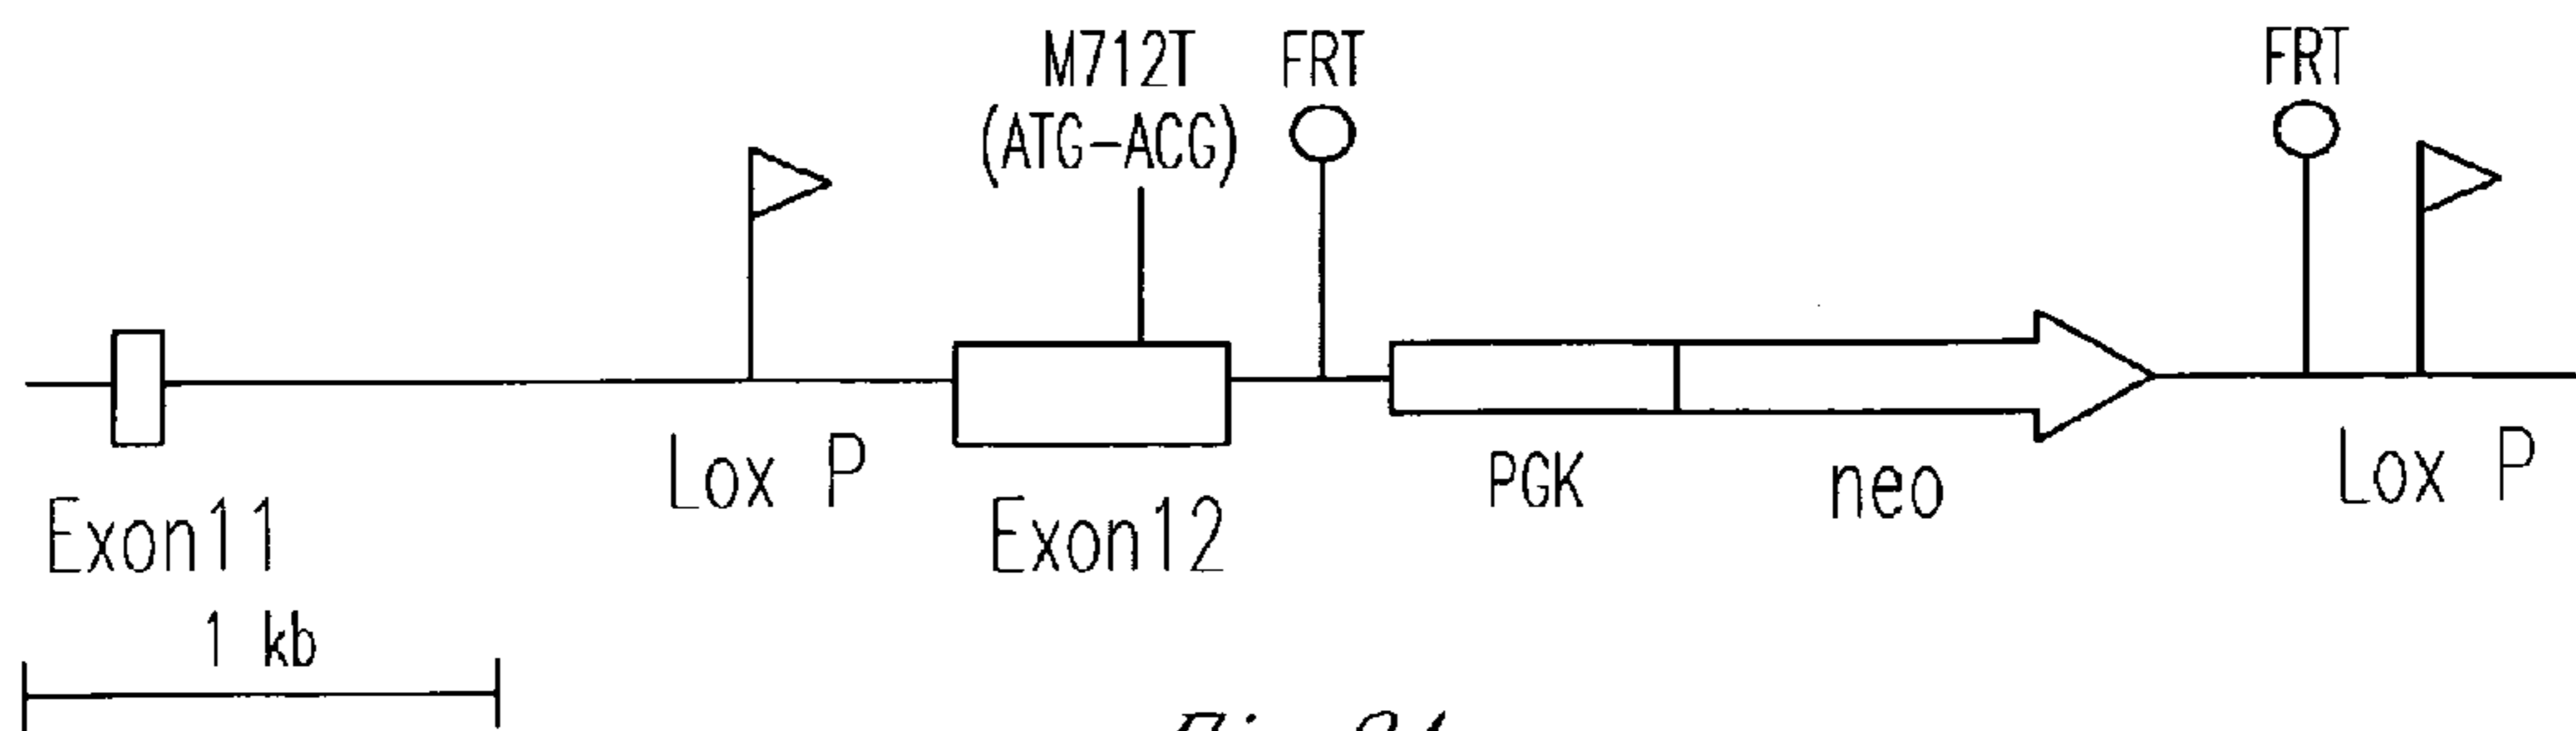 M712T
(ATG-ACG)
FRT
FRT
Lox P
Exon11
Exon12
PGK
neo
Lox P
1 kb